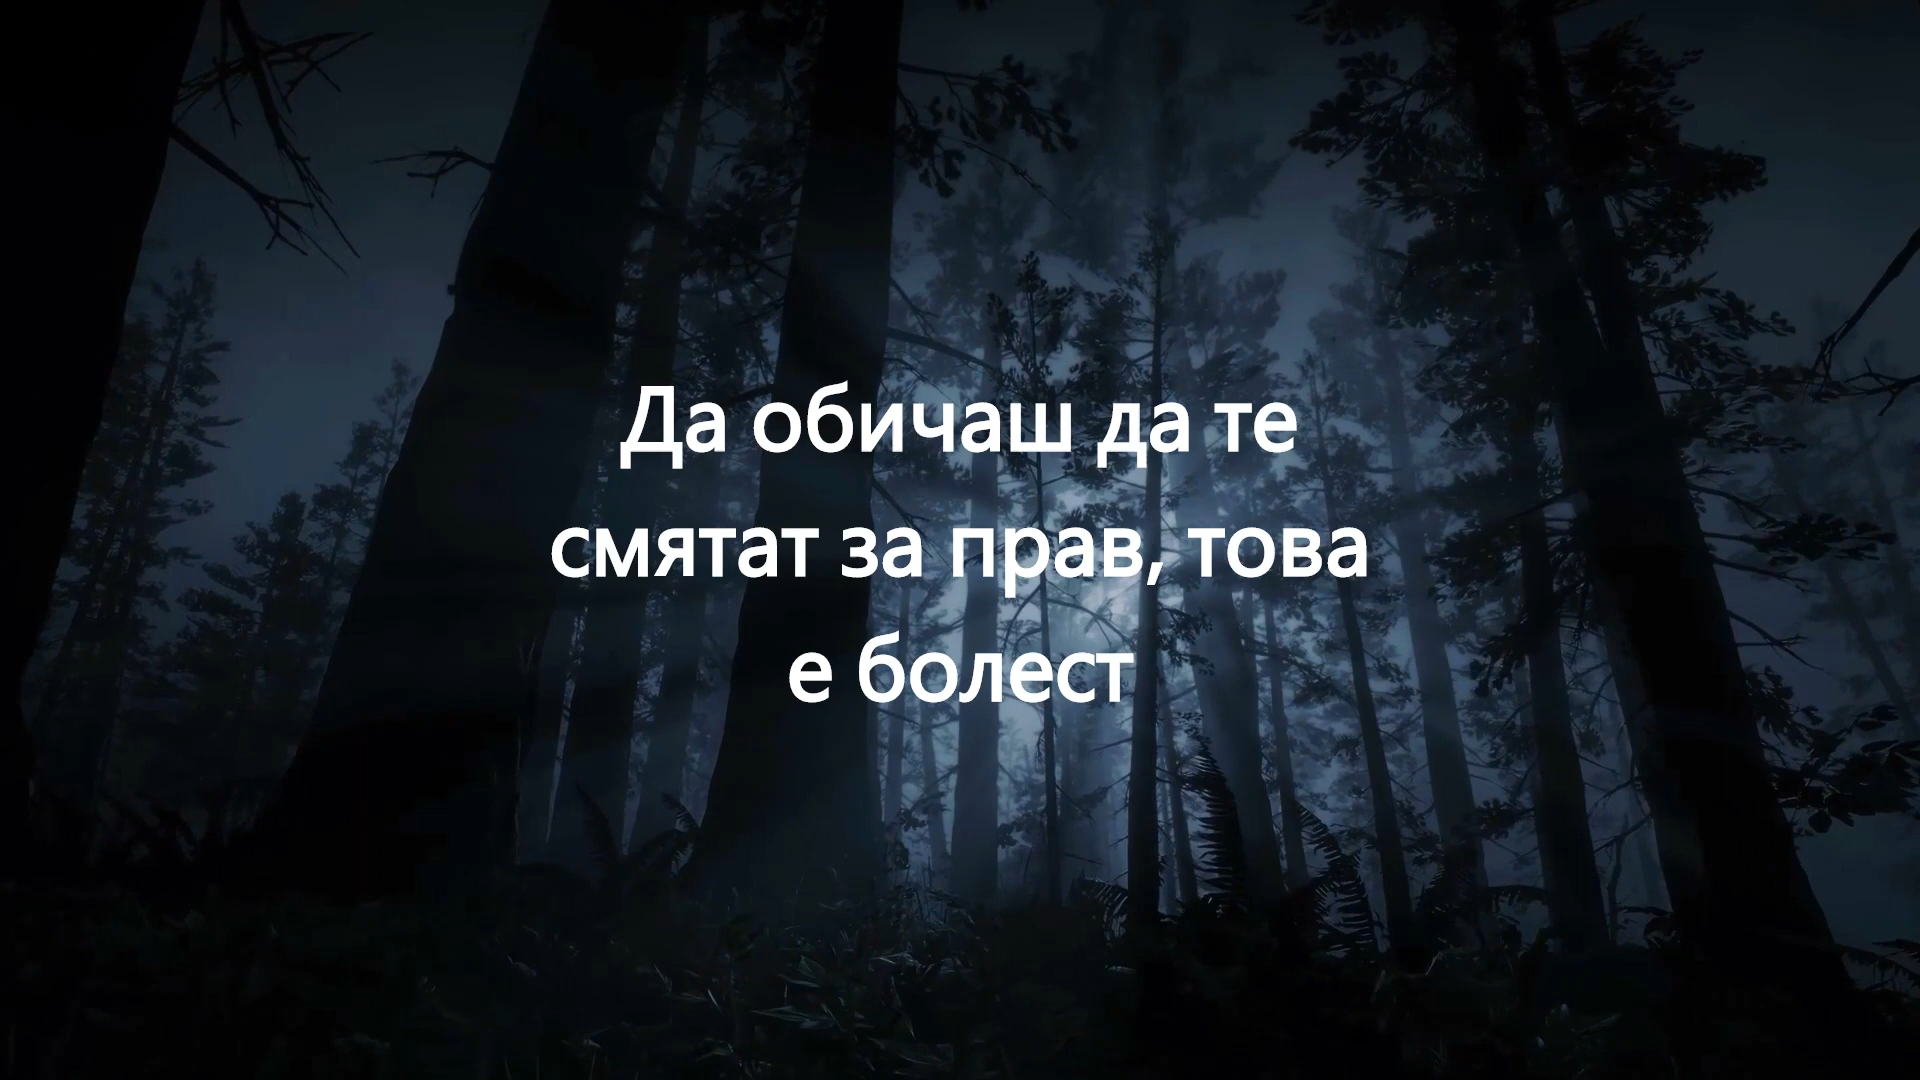 Да обичаш да те
смятат за прав, това
е болест